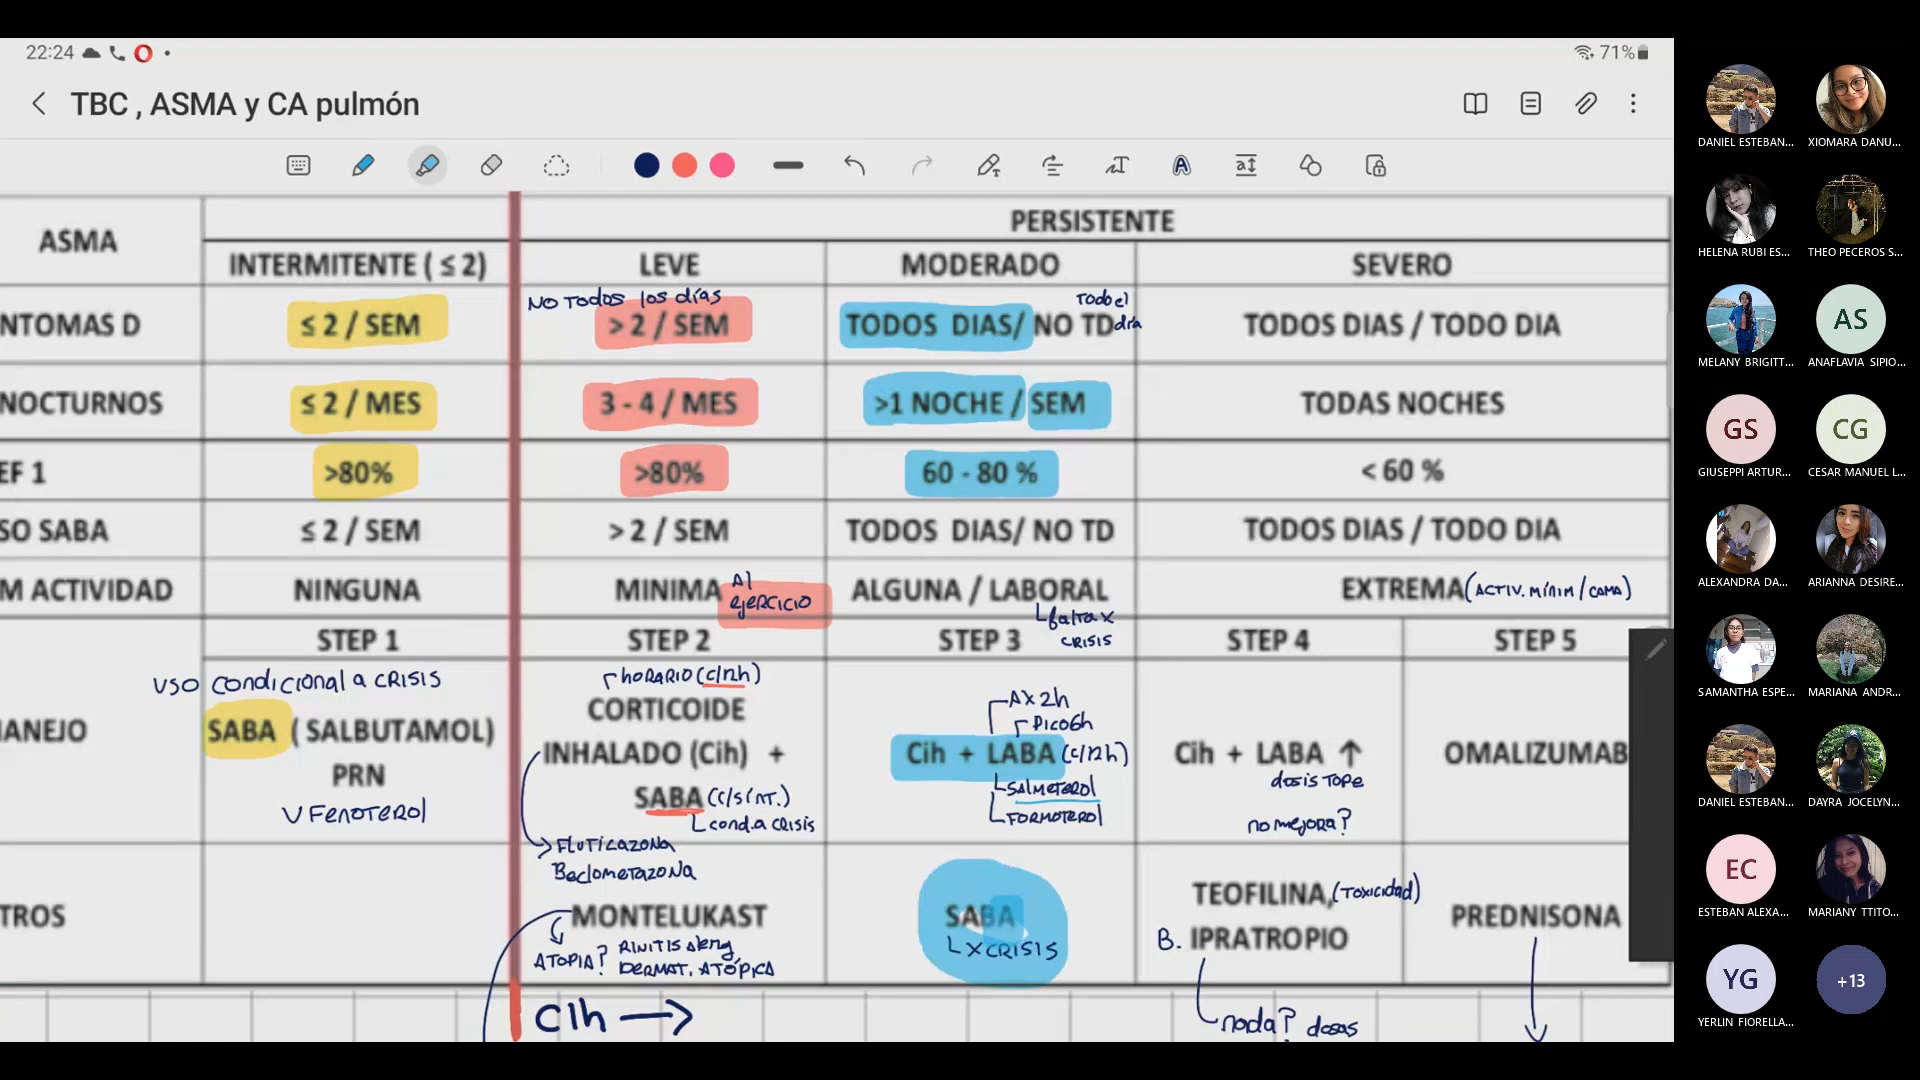 22:24
71%
TBC , ASMA y CA pulmón
ASMA
PERSISTENTE
INTERMITENTE ( ≤ 2)
LEVE
MODERADO
SEVERO
NTOMAS D
≤ 2 / SEM
NO TODOS los días
> 2 / SEM
TODOS DIAS/ NO TD
Todo el
día
TODOS DIAS / TODO DIA
NOCTURNOS
≤ 2 / MES
3 - 4 / MES
>1 NOCHE / SEM
TODAS NOCHES
EF 1
>80%
>80%
60 - 80 %
< 60 %
SO SABA
≤ 2 / SEM
> 2 / SEM
TODOS DIAS/ NO TD
TODOS DIAS / TODO DIA
M ACTIVIDAD
NINGUNA
MINIMA
Al
ejercicio
ALGUNA / LABORAL
falta x
CRISIS
EXTREMA (ACTIV. MÍNIM / CAMA)
STEP 1
STEP 2
STEP 3
STEP 4
STEP 5
ANEJO
USO condicional a CRISIS
SABA ( SALBUTAMOL)
PRN
V Fenoterol
horario (c/12h)
CORTICOIDE
INHALADO (Cih) +
SABA (C/SÍNT.)
cond. a crisis
Fluticazona
Beclometazona
Ax 2h
Pico 6h
Cih + LABA (c/12h)
Salmeterol
Formoterol
Cih + LABA ↑
dosis tope
no mejora?
OMALIZUMAB
TROS
MONTELUKAST
ATOPIA? RINITIS Alerg
DERMAT. ATÓPICA
SABA
X CRISIS
TEOFILINA, (Toxicidad)
B. IPRATROPIO
PREDNISONA
CIh →
nada? dosas
DANIEL ESTEBAN...
XIOMARA DANU...
HELENA RUBI ES...
THEO PECEROS S...
MELANY BRIGITT...
AS
ANAFLAVIA SIPIO...
GS
GIUSEPPI ARTUR...
CG
CESAR MANUEL L...
ALEXANDRA DA...
ARIANNA DESIRE...
SAMANTHA ESPE...
MARIANA ANDR...
DANIEL ESTEBAN...
DAYRA JOCELYN...
EC
ESTEBAN ALEXA...
MARIANY TTITO...
YG
YERLIN FIORELLA...
+13